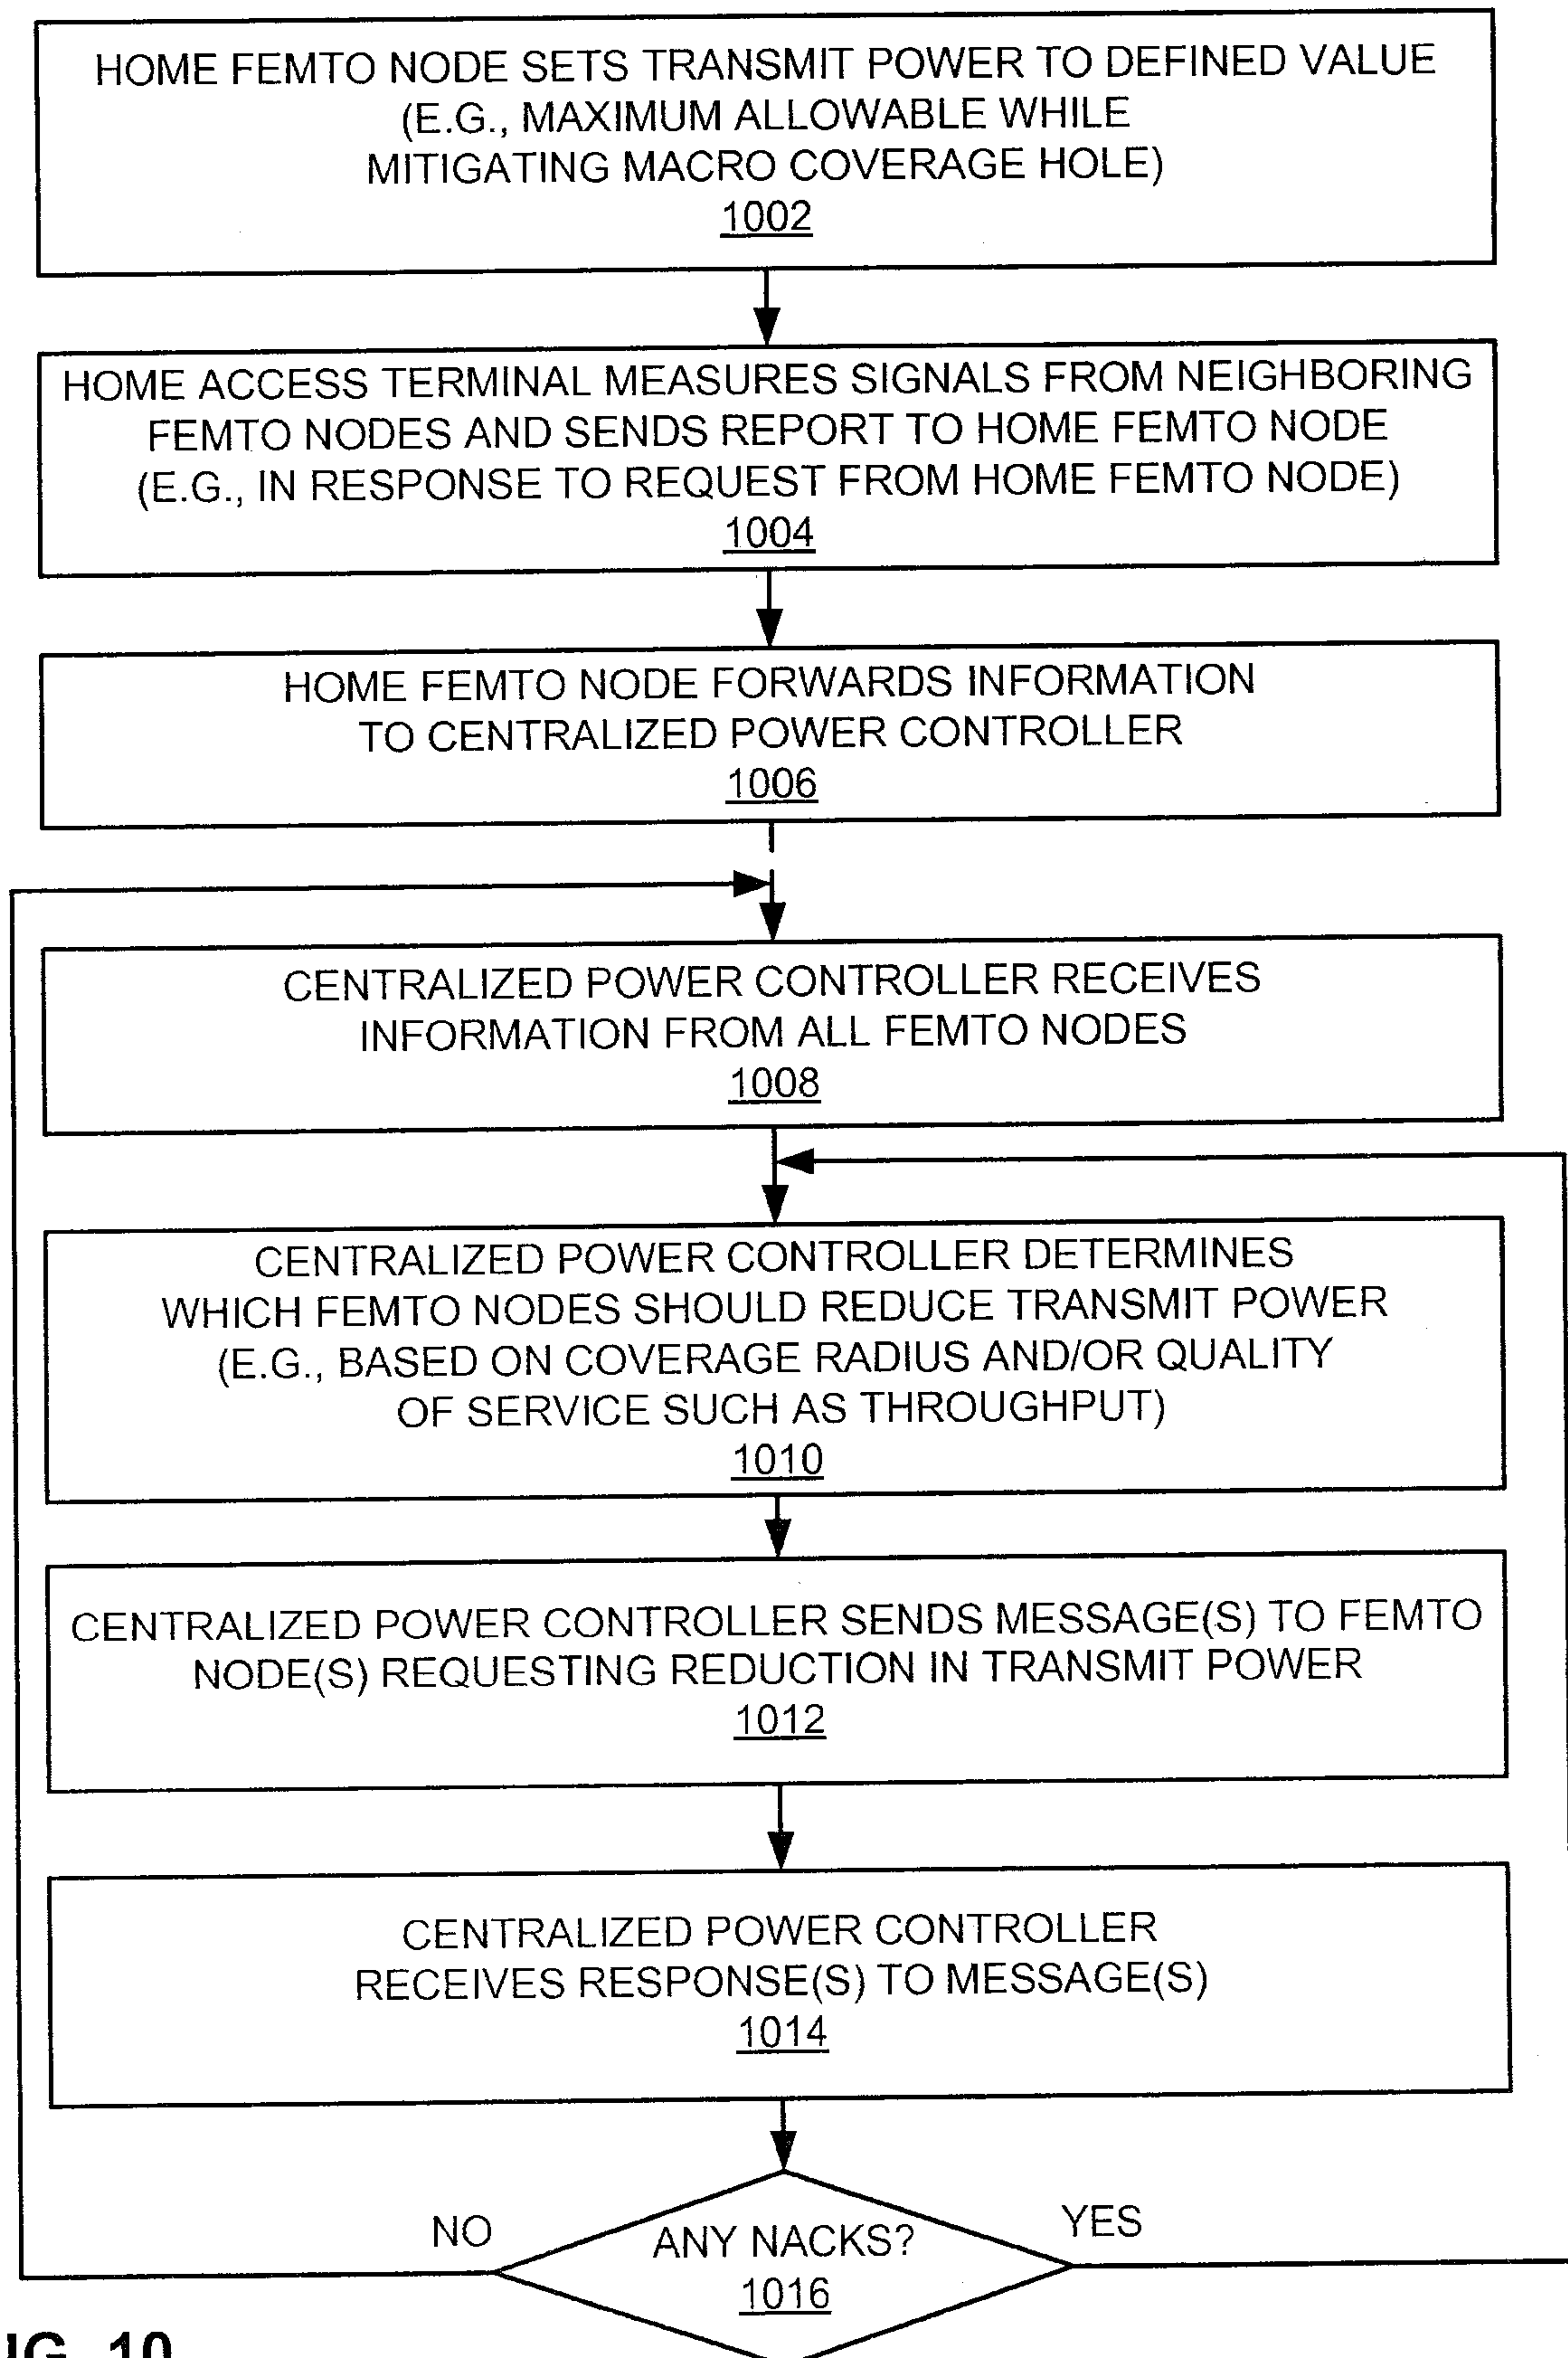 HOME FEMTO NODE SETS TRANSMIT POWER TO DEFINED VALUE
(E.G., MAXIMUM ALLOWABLE WHILE
MITIGATING MACRO COVERAGE HOLE)
1002
HOME ACCESS TERMINAL MEASURES SIGNALS FROM NEIGHBORING
FEMTO NODES AND SENDS REPORT TO HOME FEMTO NODE
(E.G., IN RESPONSE TO REQUEST FROM HOME FEMTO NODE)
1004
HOME FEMTO NODE FORWARDS INFORMATION
TO CENTRALIZED POWER CONTROLLER
1006
CENTRALIZED POWER CONTROLLER RECEIVES
INFORMATION FROM ALL FEMTO NODES
1008
CENTRALIZED POWER CONTROLLER DETERMINES
WHICH FEMTO NODES SHOULD REDUCE TRANSMIT POWER
(E.G., BASED ON COVERAGE RADIUS AND/OR QUALITY
OF SERVICE SUCH AS THROUGHPUT)
1010
CENTRALIZED POWER CONTROLLER SENDS MESSAGE(S) TO FEMTO
NODE(S) REQUESTING REDUCTION IN TRANSMIT POWER
1012
CENTRALIZED POWER CONTROLLER
RECEIVES RESPONSE(S) TO MESSAGE(S)
1014
NO
YES
ANY NACKS?
1016
10